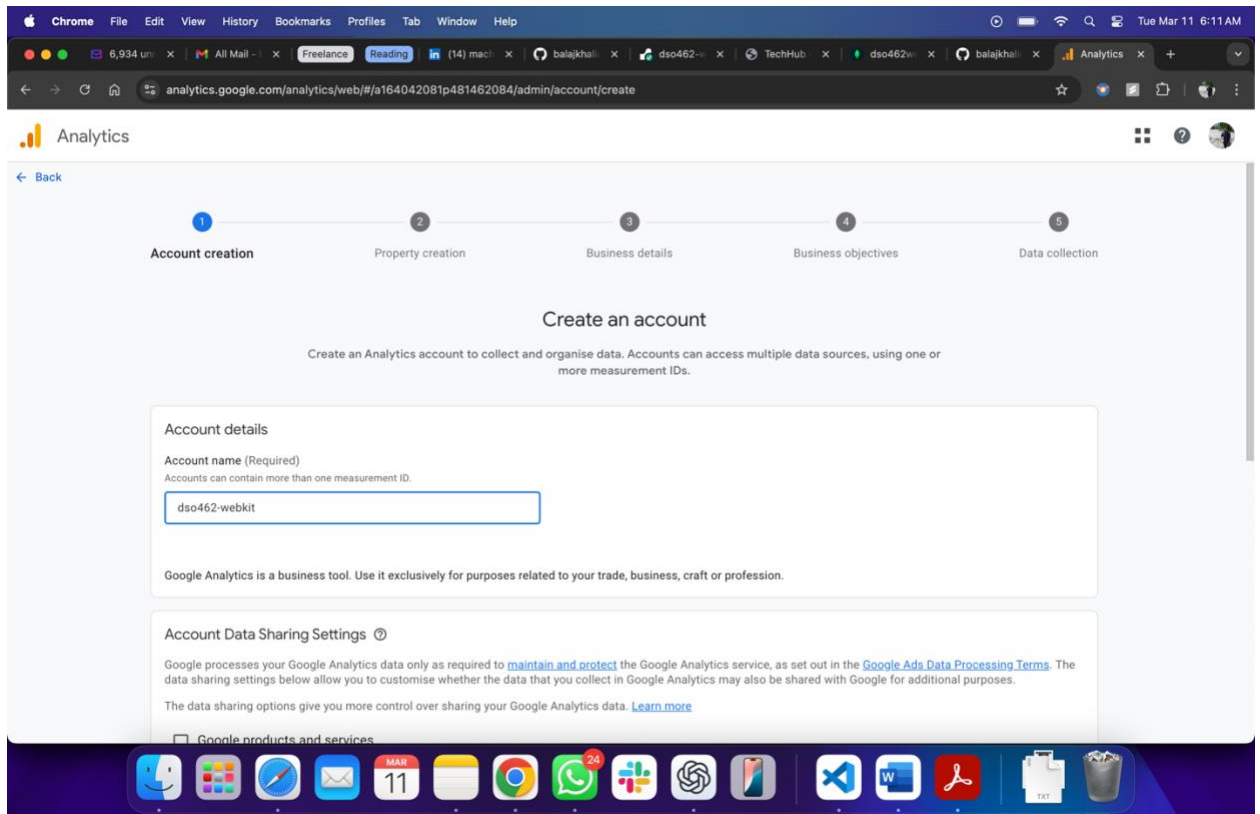 Chrome File Edit View History Bookmarks Profiles Tab Window Help Tue Mar 11 6:11 AM
6,934 unr All Mail - Freelance Reading in (14) mach balajkhali dso462-w TechHub dso462w balajkhali Analytics
analytics.google.com/analytics/web/#/a164042081p481462084/admin/account/create
Analytics
Back
1 2 3 4 5
Account creation Property creation Business details Business objectives Data collection
Create an account
Create an Analytics account to collect and organise data. Accounts can access multiple data sources, using one or
more measurement IDs.
Account details
Account name (Required)
Accounts can contain more than one measurement ID.
dso462-webkit
Google Analytics is a business tool. Use it exclusively for purposes related to your trade, business, craft or profession.
Account Data Sharing Settings
Google processes your Google Analytics data only as required to maintain and protect the Google Analytics service, as set out in the Google Ads Data Processing Terms. The
data sharing settings below allow you to customise whether the data that you collect in Google Analytics may also be shared with Google for additional purposes.
The data sharing options give you more control over sharing your Google Analytics data. Learn more
Google products and services
MAR
11
24
W
TXT